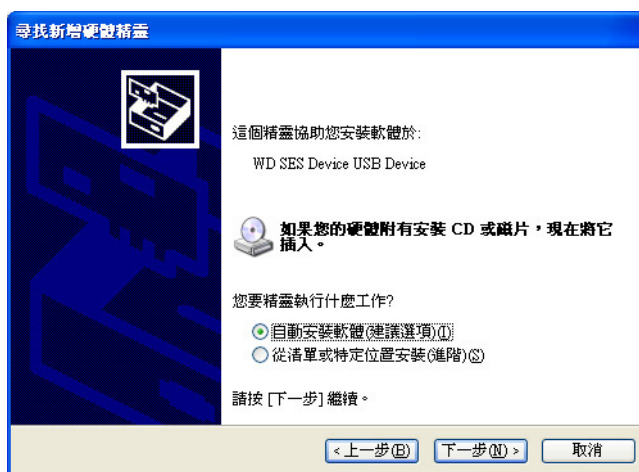 尋找新增硬體精靈
這個精靈協助您安裝軟體於:
WD SES Device USB Device
如果您的硬體附有安裝 CD 或磁片，現在將它
插入。
您要精靈執行什麼工作?
自動安裝軟體(建議選項)(I)
從清單或特定位置安裝(進階)(S)
請按 [下一步] 繼續。
<上一步(B) 下一步(N)> 取消